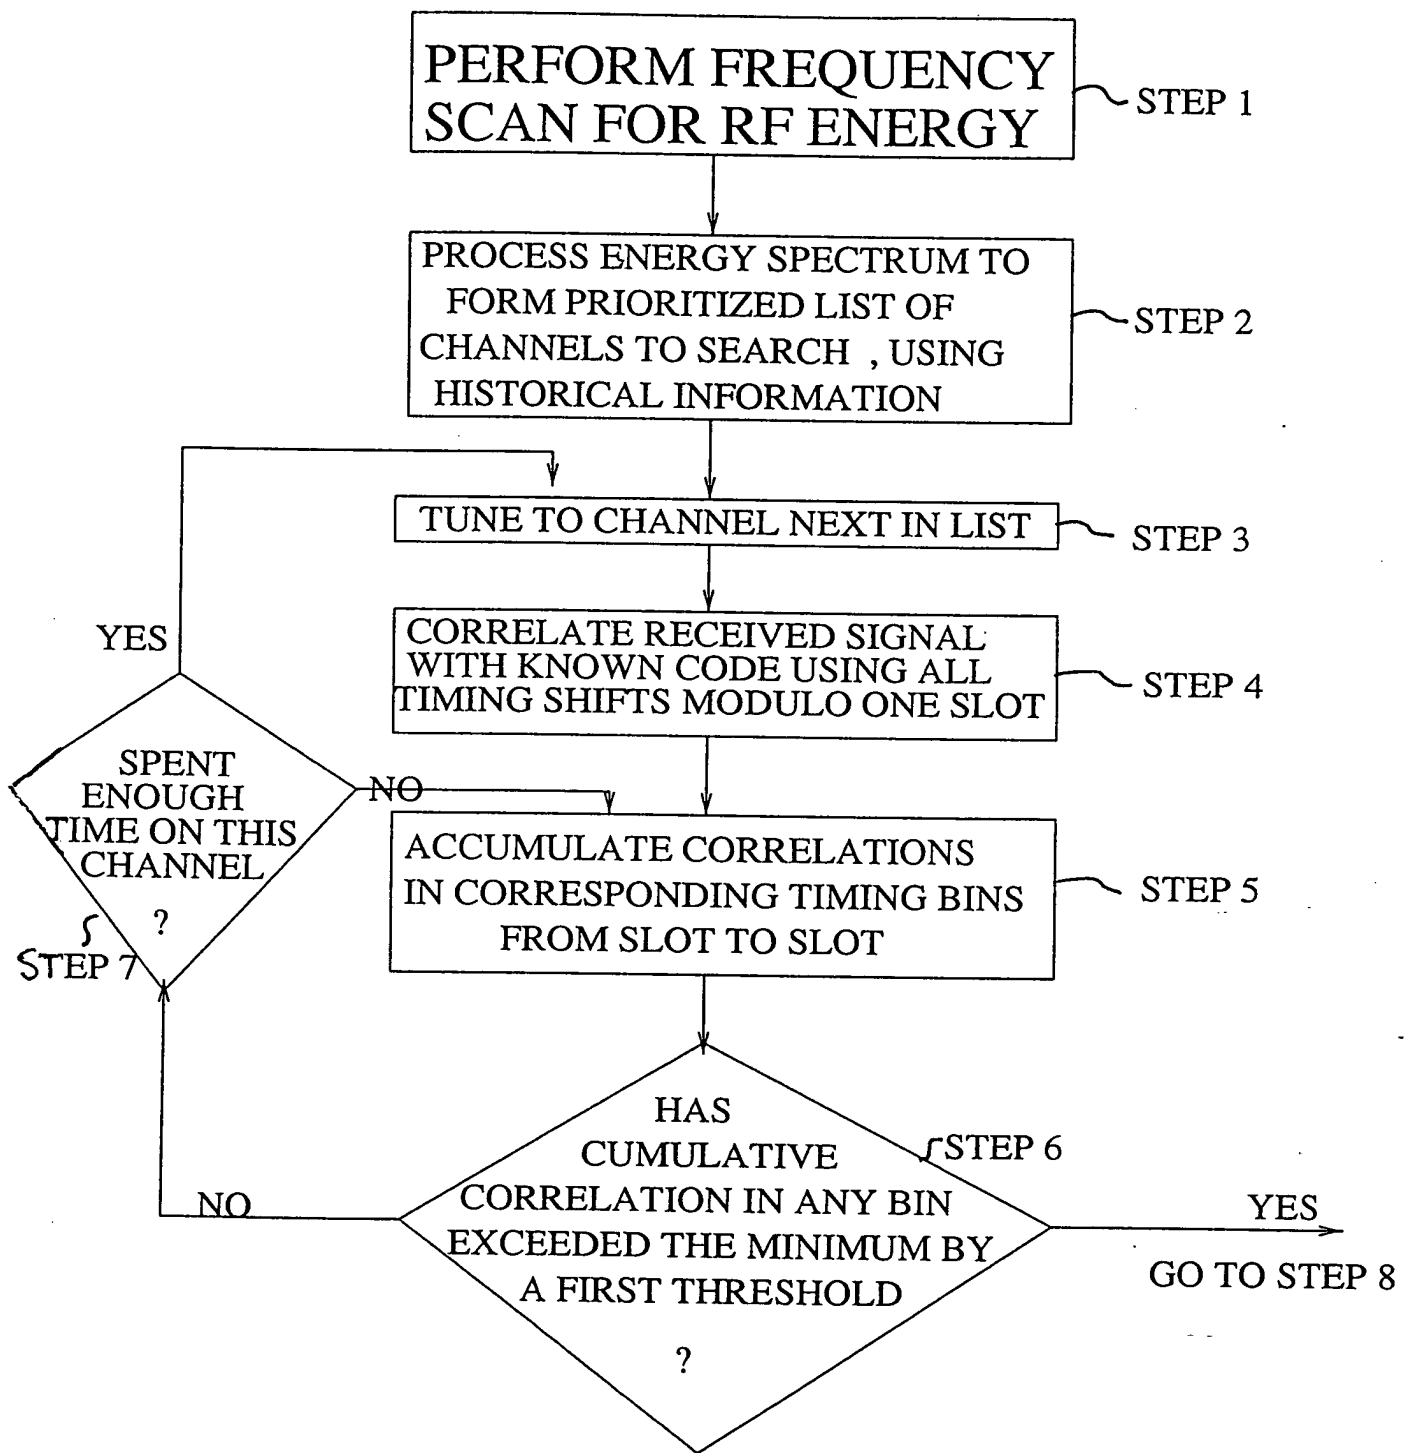 PERFORM FREQUENCY
SCAN FOR RF ENERGY
STEP 1
PROCESS ENERGY SPECTRUM TO
FORM PRIORITIZED LIST OF
CHANNELS TO SEARCH , USING
HISTORICAL INFORMATION
STEP 2
TUNE TO CHANNEL NEXT IN LIST
STEP 3
YES
CORRELATE RECEIVED SIGNAL
WITH KNOWN CODE USING ALL
TIMING SHIFTS MODULO ONE SLOT
STEP 4
SPENT
ENOUGH
TIME ON THIS
CHANNEL
?
STEP 7
NO
ACCUMULATE CORRELATIONS
IN CORRESPONDING TIMING BINS
FROM SLOT TO SLOT
STEP 5
HAS
CUMULATIVE
CORRELATION IN ANY BIN
EXCEEDED THE MINIMUM BY
A FIRST THRESHOLD
?
STEP 6
NO
YES
GO TO STEP 8